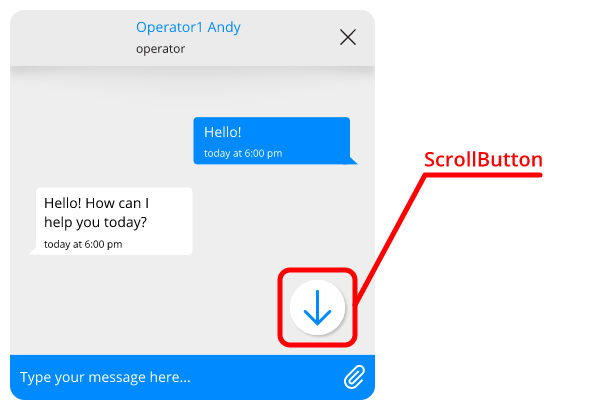 Operator1 Andy
operator
Hello!
today at 6:00 pm
ScrollButton
Hello! How can I
help you today?
today at 6:00 pm
Type your message here...